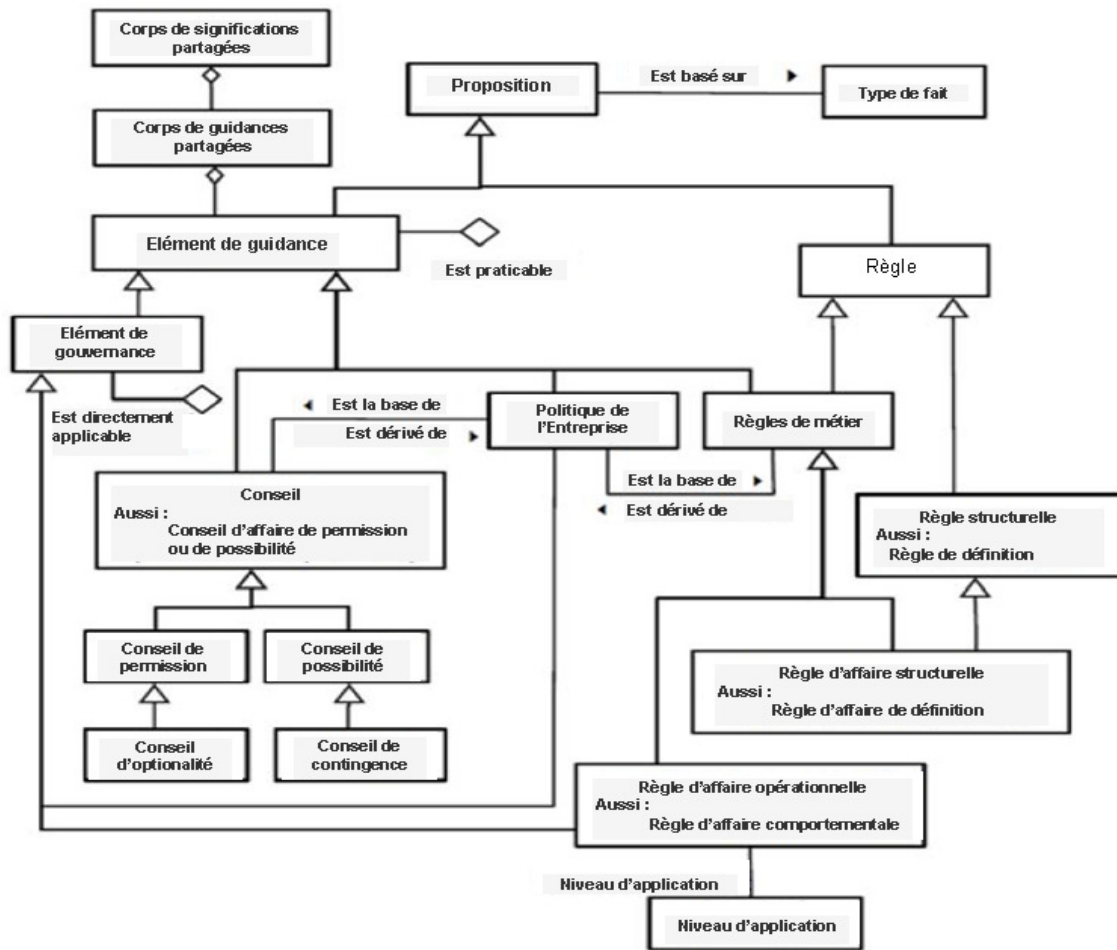 Corps de significations
partagées
Proposition
Est basé sur
Type de fait
Corps de guidances
partagées
Elément de guidance
Est praticable
Règle
Elément de
gouvernance
Est directement
applicable
Est la base de
Est dérivé de
Politique de
l'Entreprise
Règles de métier
Est la base de
Est dérivé de
Conseil
Aussi :
Conseil d'affaire de permission
ou de possibilité
Règle structurelle
Aussi :
Règle de définition
Conseil de
permission
Conseil de
possibilité
Règle d'affaire structurelle
Aussi :
Règle d'affaire de définition
Conseil
d'optionalité
Conseil de
contingence
Règle d'affaire opérationnelle
Aussi :
Règle d'affaire comportementale
Niveau d'application
Niveau d'application